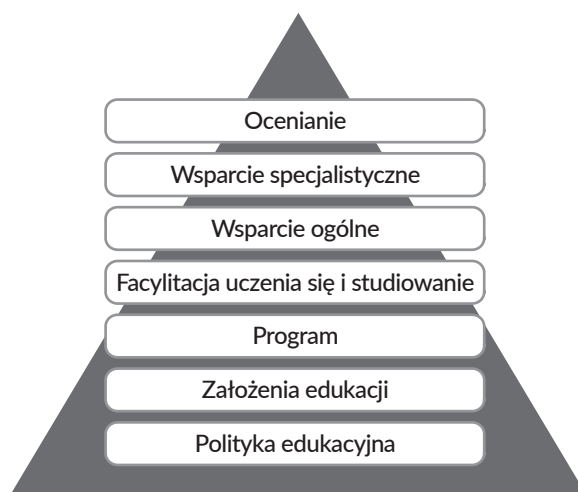 Ocenianie
Wsparcie specjalistyczne
Wsparcie ogólne
Facylitacja uczenia się i studiowanie
Program
Założenia edukacji
Polityka edukacyjna